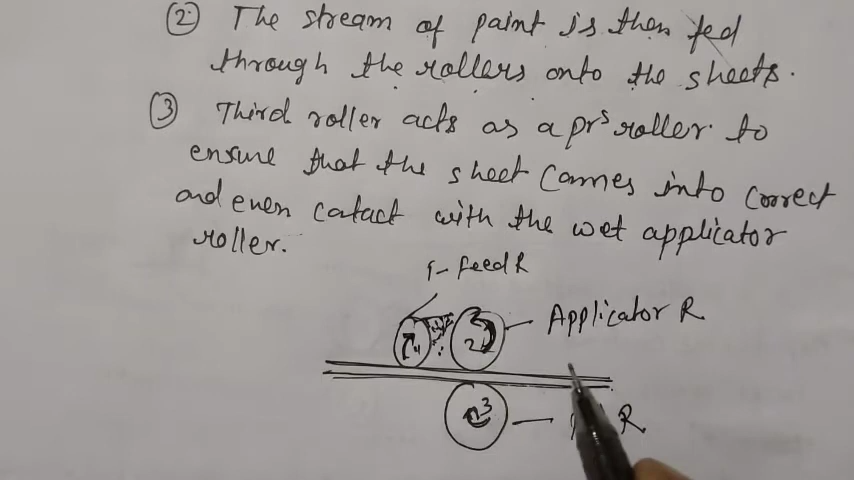 ② The stream of paint is then fed
through the rollers onto the sheets.
③ Third roller acts as a prˢ roller to
ensure that the sheet comes into correct
and even catact with the wet applicator
roller.
1- feed R
Applicator R
2
3
R